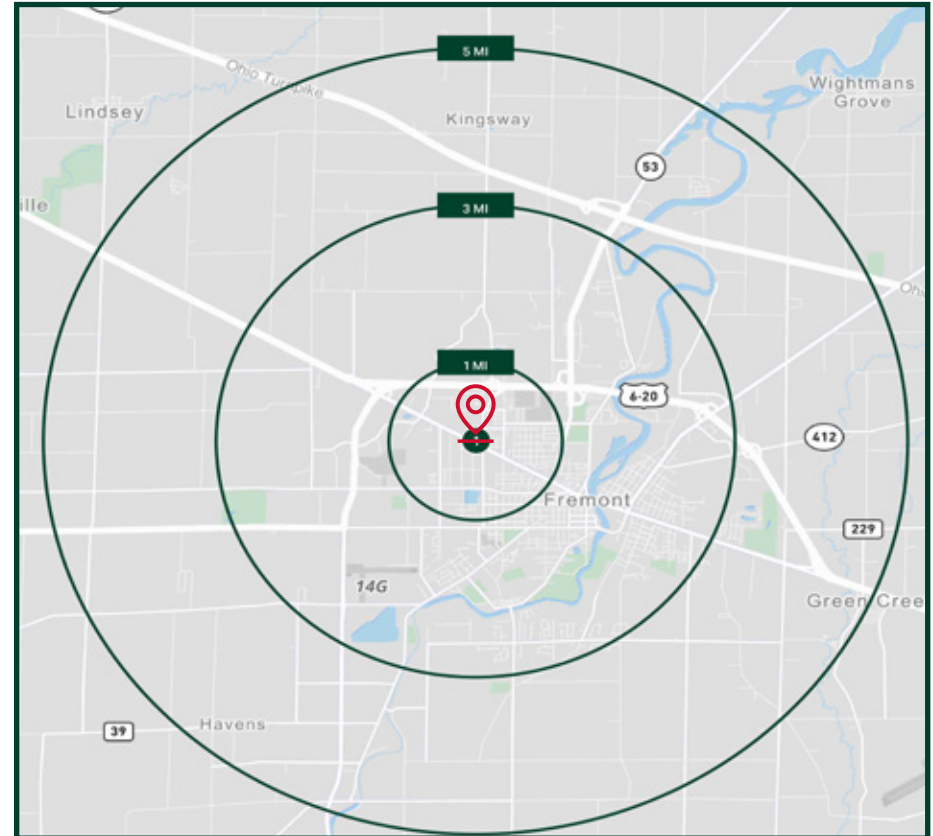 5 MI
Ohio Turnpike
Lindsey
Kingsway
Wightmans
Grove
53
3 MI
ille
Ohi
1 MI
6-20
412
Fremont
229
14G
Green Cree
Havens
39